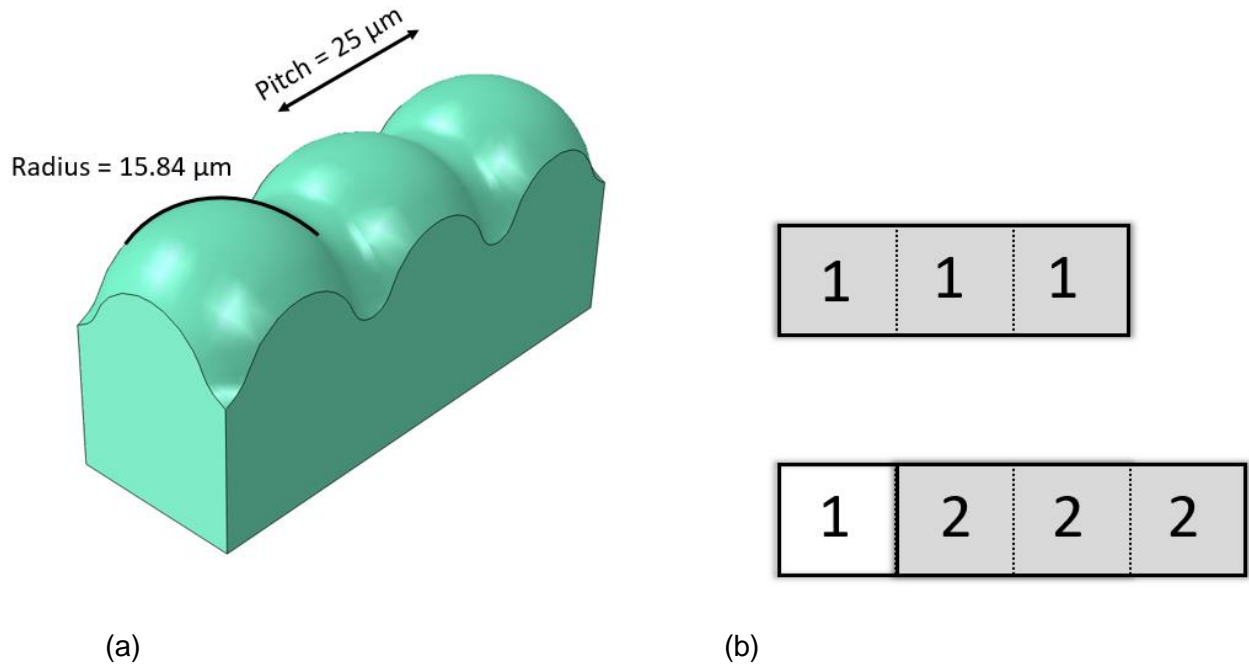 Pitch = 25 µm
Radius = 15.84 µm
1 1 1
1 2 2 2
(a) (b)